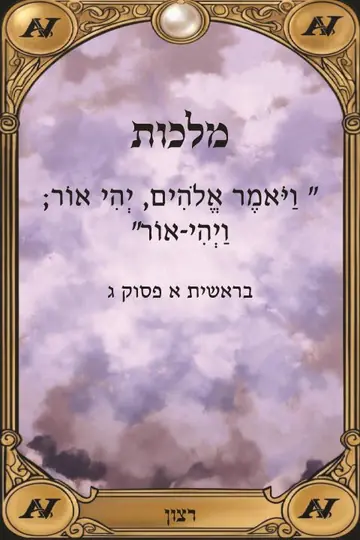 מלכות
" וַיֹּאמֶר אֱלֹהִים, יְהִי אוֹר;
וַיְהִי-אוֹר"
בראשית א פסוק ג
רצון